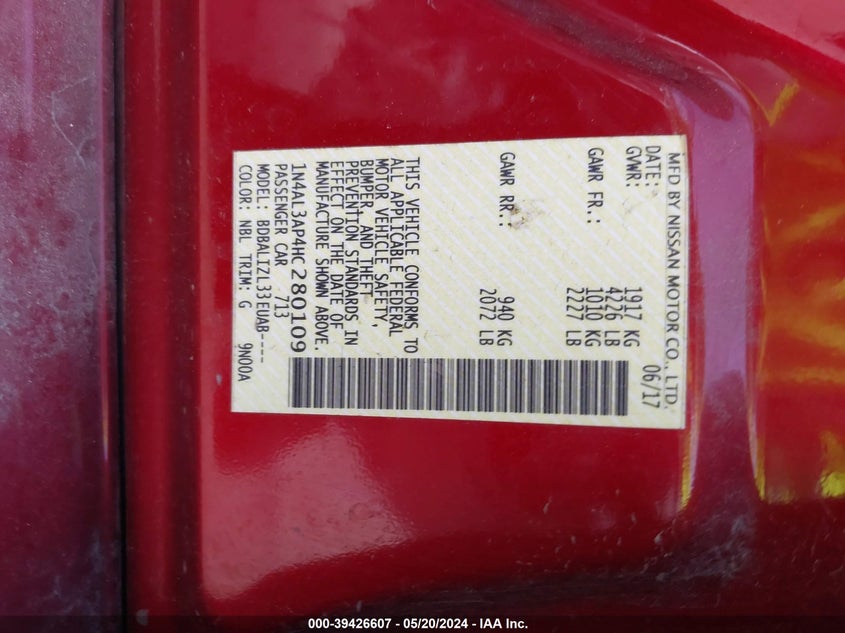 MFD BY NISSAN MOTOR CO., LTD.
DATE: 06/17
GVWR: 1917 KG
4226 LB
GAWR FR.: 1010 KG
2227 LB
GAWR RR.: 940 KG
2072 LB
THIS VEHICLE CONFORMS TO
ALL APPLICABLE FEDERAL
MOTOR VEHICLE SAFETY,
BUMPER, AND THEFT
PREVENTION STANDARDS IN
EFFECT ON THE DATE OF
MANUFACTURE SHOWN ABOVE.
1N4AL3AP4HC280109
PASSENGER CAR 713
MODEL: BDBALIZL33EUAB----
COLOR: NBL TRIM: G 9N00A
000-39426607 - 05/20/2024 - IAA Inc.